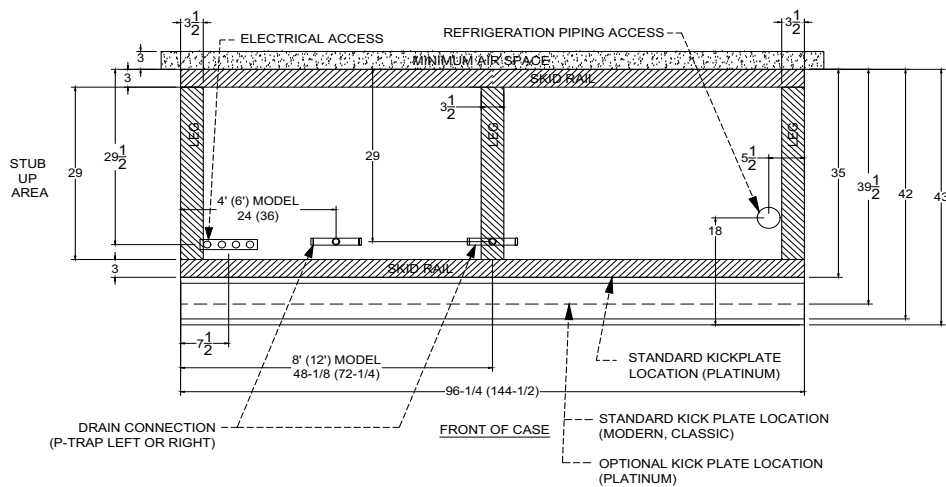 3 1/2
3 1/2
ELECTRICAL ACCESS
REFRIGERATION PIPING ACCESS
3
MINIMUM AIR SPACE
3
SKID RAIL
LEG
LEG
LEG
3 1/2
5 1/2
STUB
UP
AREA
29
29 1/2
29
35
39 1/2
42
43
4' (6') MODEL
24 (36)
18
3
SKID RAIL
7 1/2
8' (12') MODEL
48-1/8 (72-1/4)
STANDARD KICKPLATE
LOCATION (PLATINUM)
96-1/4 (144-1/2)
DRAIN CONNECTION
(P-TRAP LEFT OR RIGHT)
FRONT OF CASE
STANDARD KICK PLATE LOCATION
(MODERN, CLASSIC)
OPTIONAL KICK PLATE LOCATION
(PLATINUM)